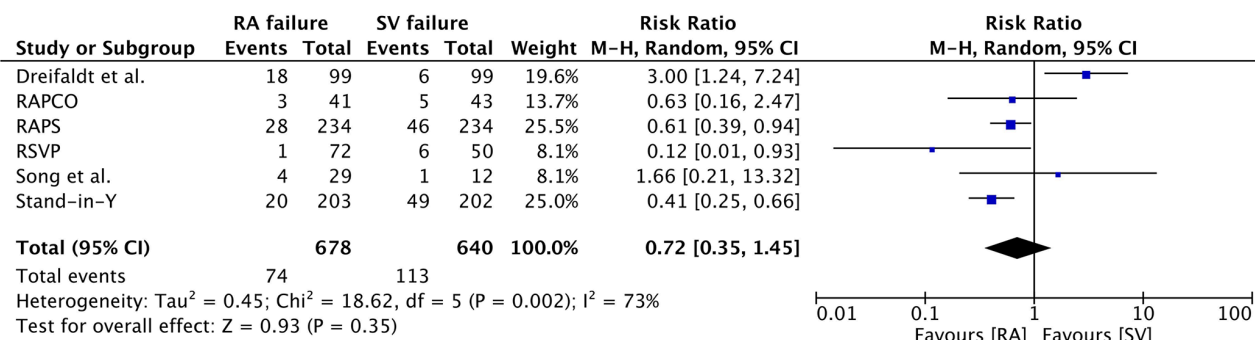 RA failure SV failure Risk Ratio Risk Ratio
Study or Subgroup Events Total Events Total Weight M-H, Random, 95% CI M-H, Random, 95% CI
Dreifaldt et al. 18 99 6 99 19.6% 3.00 [1.24, 7.24]
RAPCO 3 41 5 43 13.7% 0.63 [0.16, 2.47]
RAPS 28 234 46 234 25.5% 0.61 [0.39, 0.94]
RSVP 1 72 6 50 8.1% 0.12 [0.01, 0.93]
Song et al. 4 29 1 12 8.1% 1.66 [0.21, 13.32]
Stand-in-Y 20 203 49 202 25.0% 0.41 [0.25, 0.66]
Total (95% CI) 678 640 100.0% 0.72 [0.35, 1.45]
Total events 74 113
Heterogeneity: Tau² = 0.45; Chi² = 18.62, df = 5 (P = 0.002); I² = 73%
Test for overall effect: Z = 0.93 (P = 0.35)
0.01 0.1 1 10 100
Favours [RA] Favours [SV]